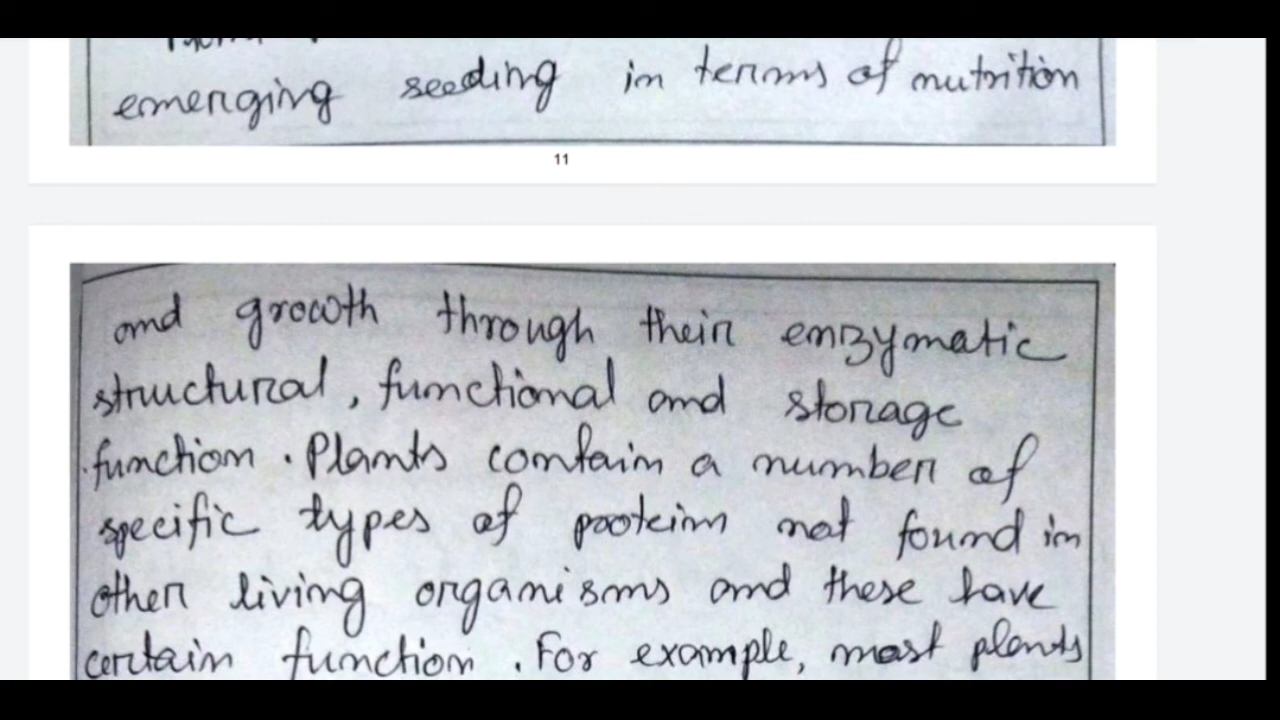 emerging seeding in terms of nutrition
11
and growth through their enzymatic
structural, functional and storage
function. Plants contain a number of
specific types of protein not found in
other living organisms and these have
certain function. For example, most plants